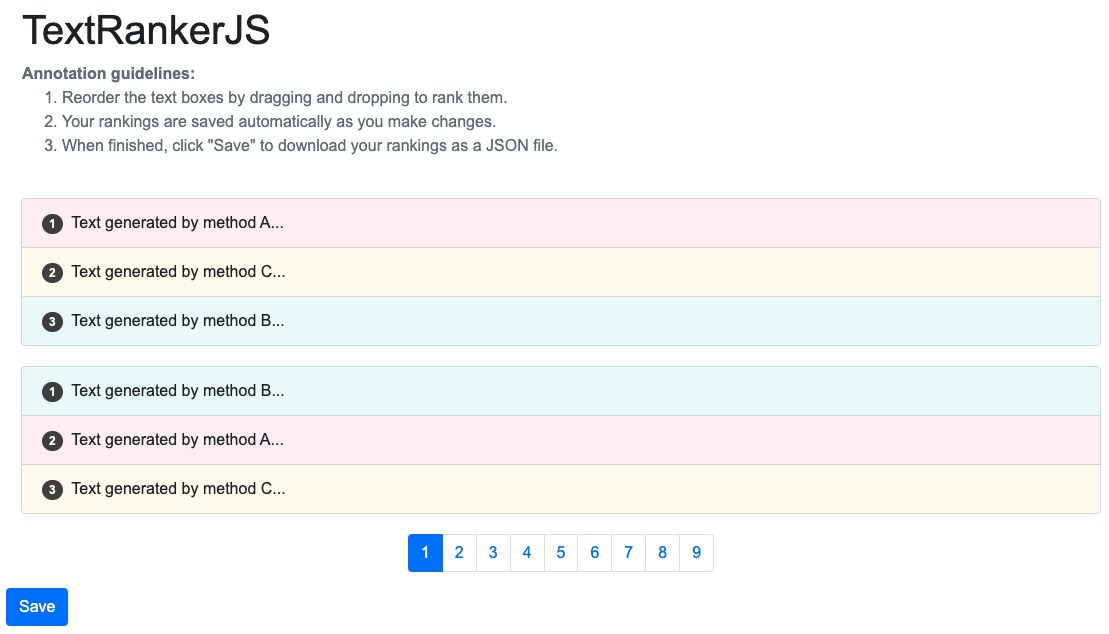 TextRankerJS
Annotation guidelines:
1. Reorder the text boxes by dragging and dropping to rank them.
2. Your rankings are saved automatically as you make changes.
3. When finished, click "Save" to download your rankings as a JSON file.
1 Text generated by method A...
2 Text generated by method C...
3 Text generated by method B...
1 Text generated by method B...
2 Text generated by method A...
3 Text generated by method C...
1 2 3 4 5 6 7 8 9
Save